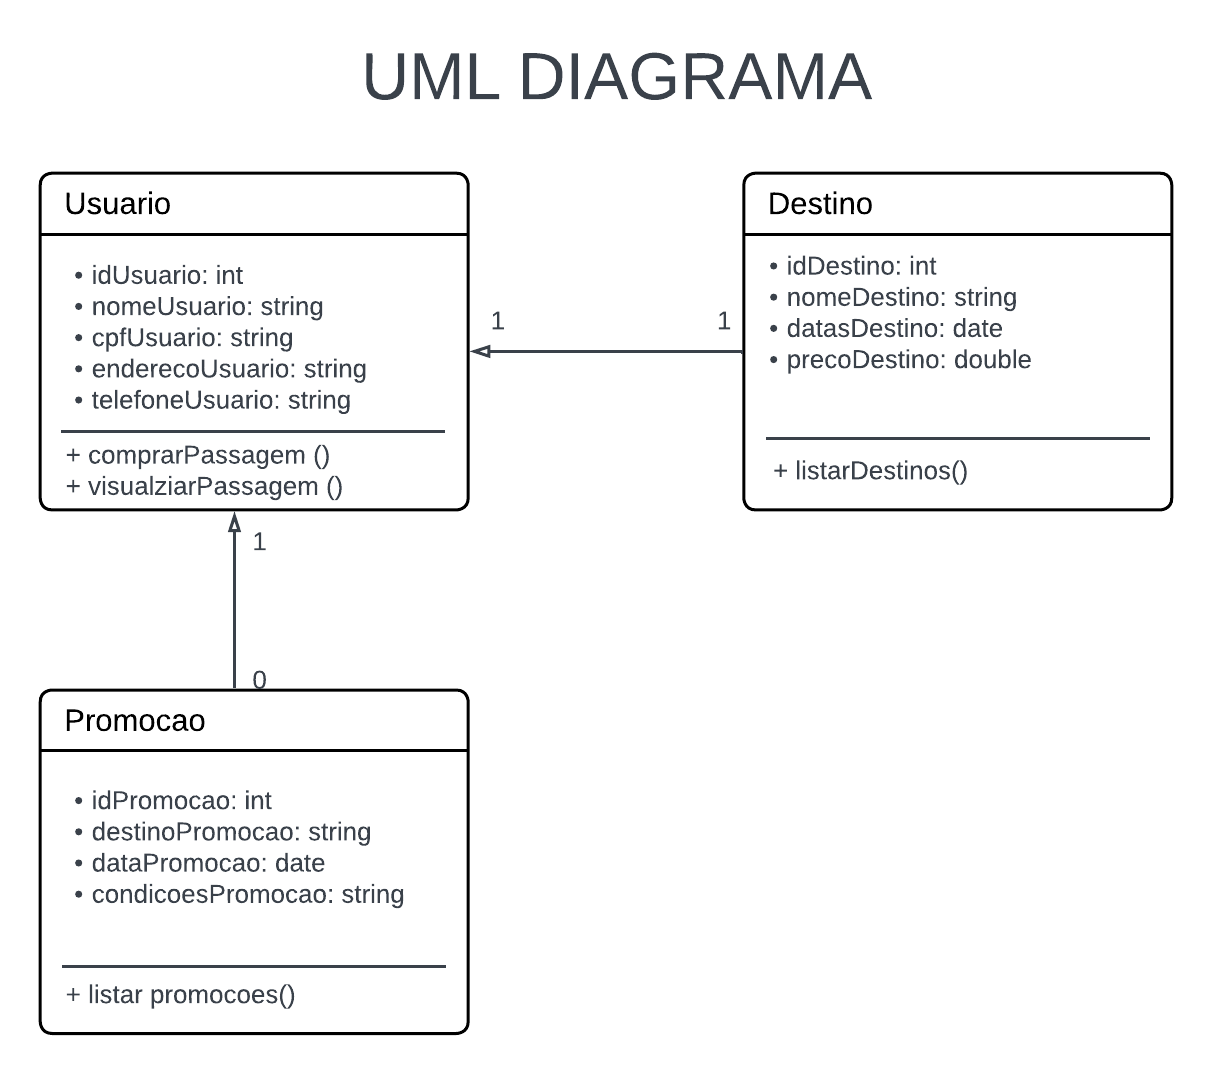 UML DIAGRAMA
Usuario
• idUsuario: int
• nomeUsuario: string
• cpfUsuario: string
• enderecoUsuario: string
• telefoneUsuario: string
+ comprarPassagem ()
+ visualziarPassagem ()
1
1
Destino
• idDestino: int
• nomeDestino: string
• datasDestino: date
• precoDestino: double
+ listarDestinos()
1
0
Promocao
• idPromocao: int
• destinoPromocao: string
• dataPromocao: date
• condicoesPromocao: string
+ listar promocoes()